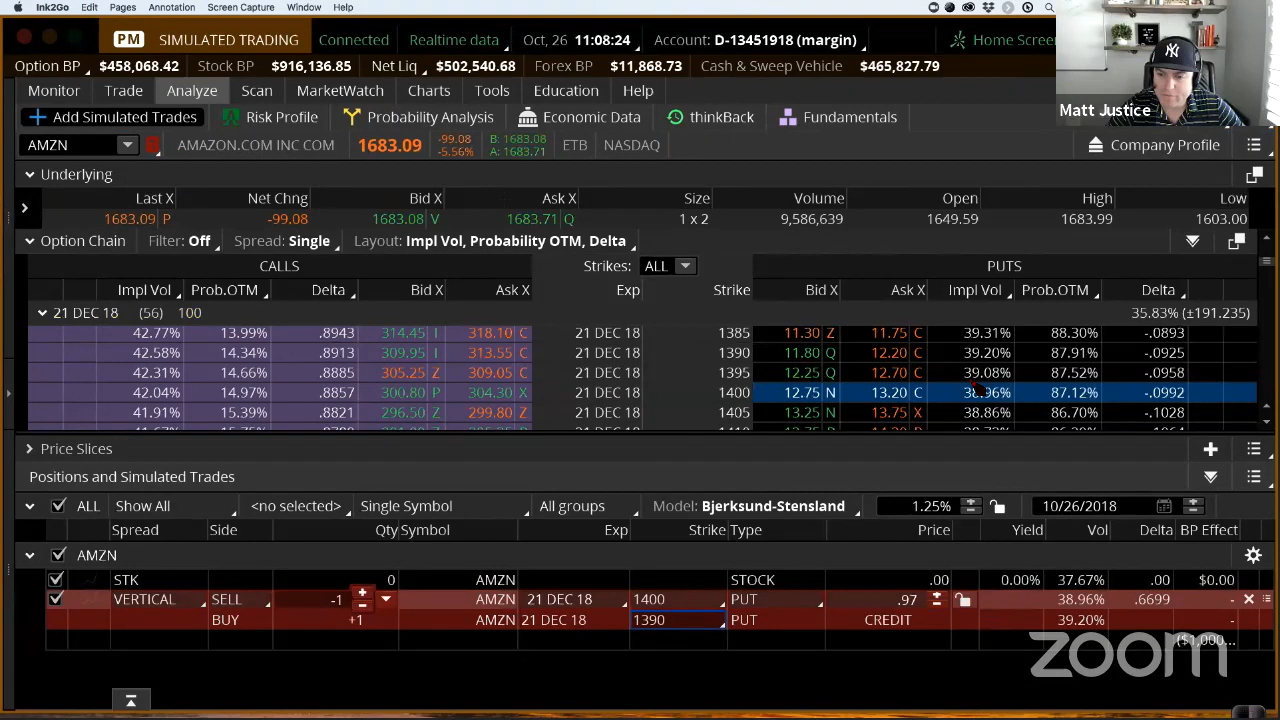 Ink2Go Edit Pages Annotation Screen Capture Window Help
PM SIMULATED TRADING Connected Realtime data Oct, 26 11:08:24 Account: D-13451918 (margin) Home Screen
Option BP $458,068.42 Stock BP $916,136.85 Net Liq $502,540.68 Forex BP $11,868.73 Cash & Sweep Vehicle $465,827.79
Monitor Trade Analyze Scan MarketWatch Charts Tools Education Help
Matt Justice
Add Simulated Trades Risk Profile Probability Analysis Economic Data thinkBack Fundamentals
AMZN AMAZON.COM INC COM 1683.09 -99.08 -5.56% B: 1683.08 A: 1683.71 ETB NASDAQ Company Profile
Underlying
Last X Net Chng Bid X Ask X Size Volume Open High Low
1683.09 P -99.08 1683.08 V 1683.71 Q 1 x 2 9,586,639 1649.59 1683.99 1603.00
Option Chain Filter: Off Spread: Single Layout: Impl Vol, Probability OTM, Delta
CALLS Strikes: ALL PUTS
Impl Vol Prob.OTM Delta Bid X Ask X Exp Strike Bid X Ask X Impl Vol Prob.OTM Delta
21 DEC 18 (56) 100 35.83% (±191.235)
42.77% 13.99% .8943 314.45 I 318.10 C 21 DEC 18 1385 11.30 Z 11.75 C 39.31% 88.30% -.0893
42.58% 14.34% .8913 309.95 I 313.55 C 21 DEC 18 1390 11.80 Q 12.20 C 39.20% 87.91% -.0925
42.31% 14.66% .8885 305.25 Z 309.05 C 21 DEC 18 1395 12.25 Q 12.70 C 39.08% 87.52% -.0958
42.04% 14.97% .8857 300.80 P 304.30 X 21 DEC 18 1400 12.75 N 13.20 C 38.96% 87.12% -.0992
41.91% 15.39% .8821 296.50 Z 299.80 Z 21 DEC 18 1405 13.25 N 13.75 X 38.86% 86.70% -.1028
Price Slices
Positions and Simulated Trades
ALL Show All <no selected> Single Symbol All groups Model: Bjerksund-Stensland 1.25% 10/26/2018
Spread Side Qty Symbol Exp Strike Type Price Yield Vol Delta BP Effect
AMZN
STK 0 AMZN STOCK .00 0.00% 37.67% .00 $0.00
VERTICAL SELL -1 AMZN 21 DEC 18 1400 PUT .97 38.96% .6699 -
BUY +1 AMZN 21 DEC 18 1390 PUT CREDIT 39.20% -
($1,000...
zoom